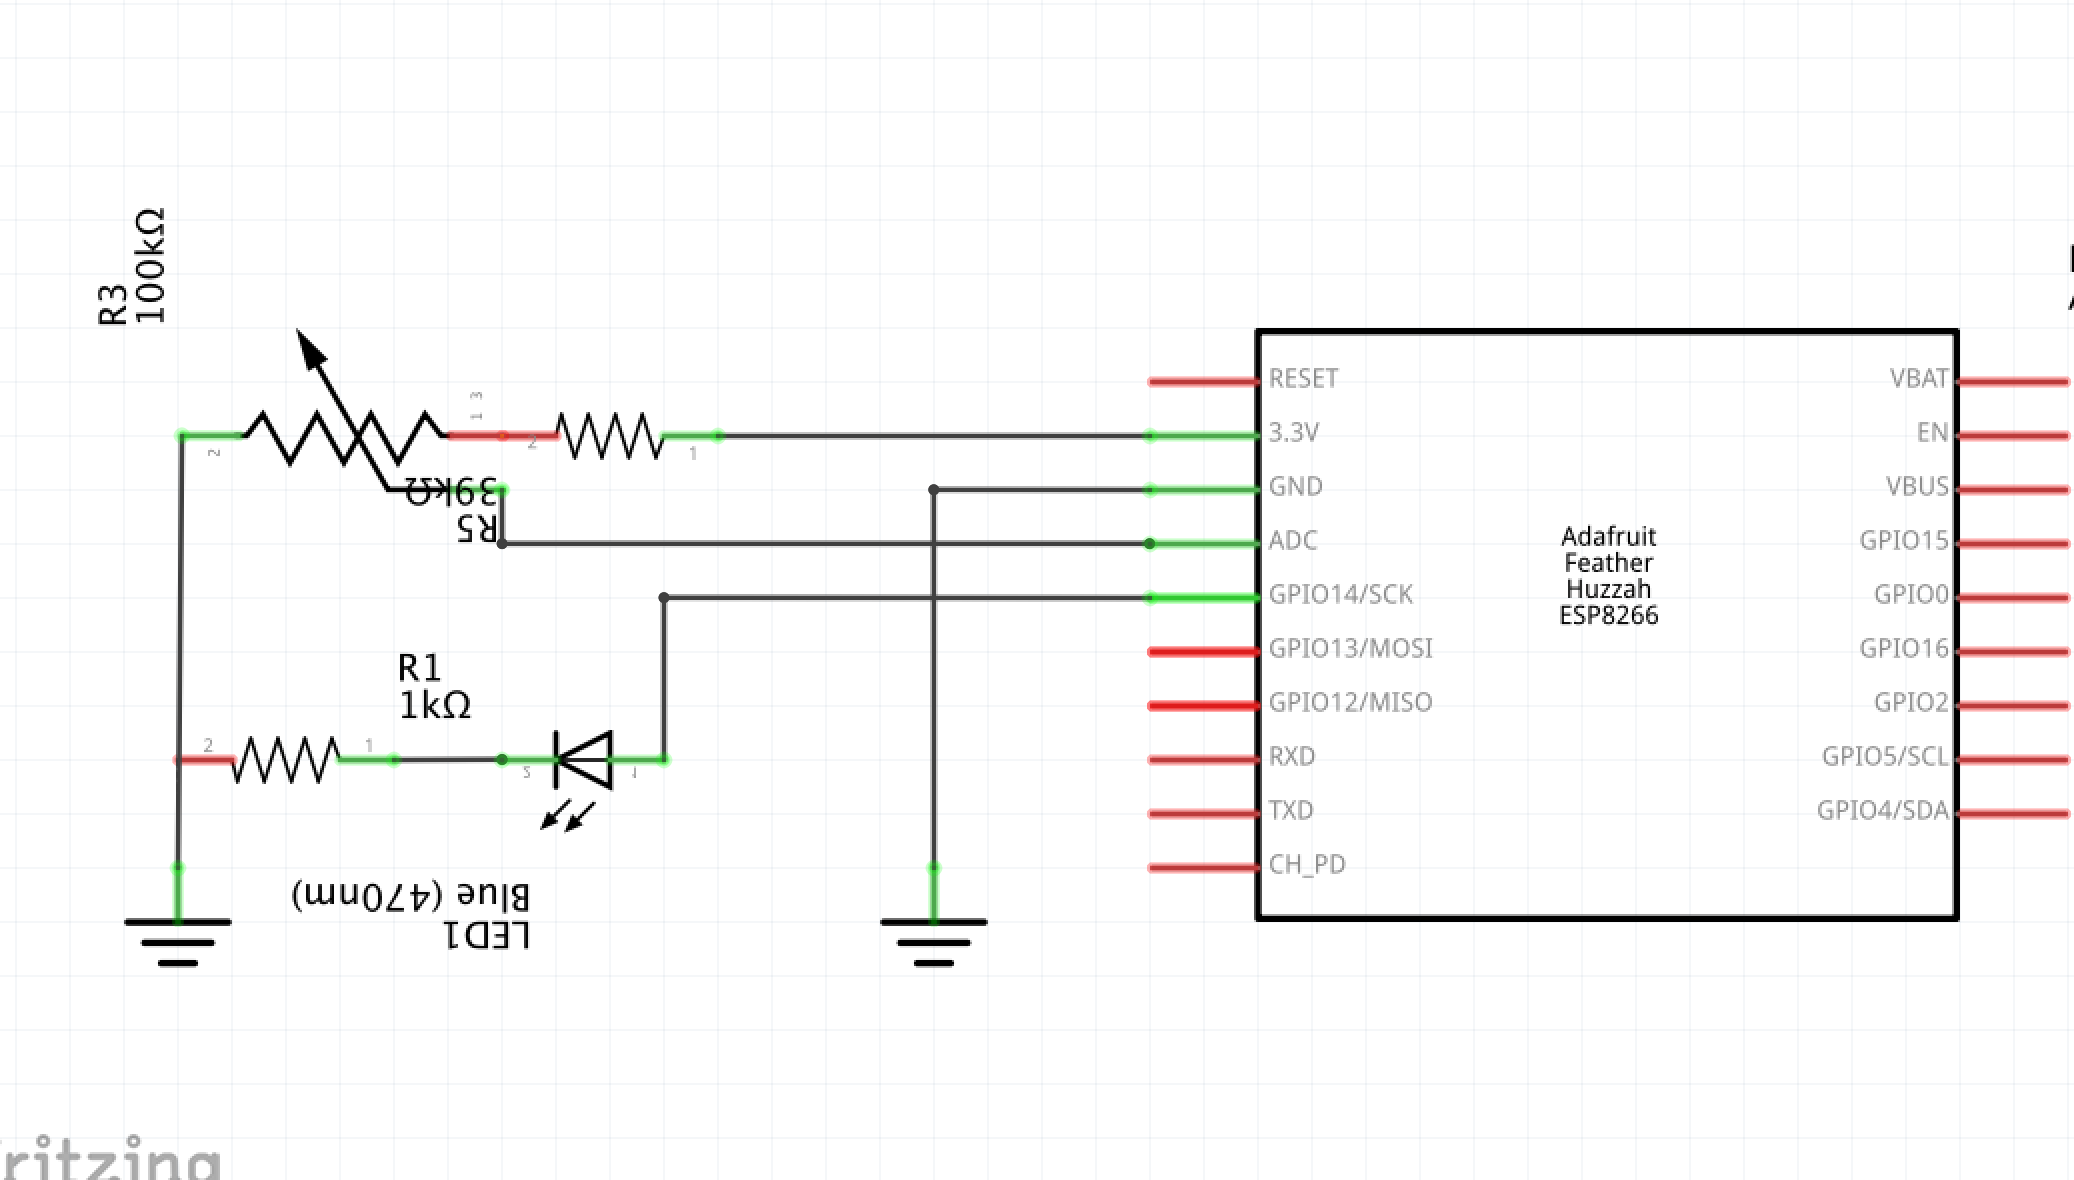 R3
100kΩ
3
1
2
2
1
39kΩ
R5
R1
1kΩ
2
1
2
1
Blue (470nm)
LED1
RESET
3.3V
GND
ADC
GPIO14/SCK
GPIO13/MOSI
GPIO12/MISO
RXD
TXD
CH_PD
Adafruit
Feather
Huzzah
ESP8266
VBAT
EN
VBUS
GPIO15
GPIO0
GPIO16
GPIO2
GPIO5/SCL
GPIO4/SDA
ritzing